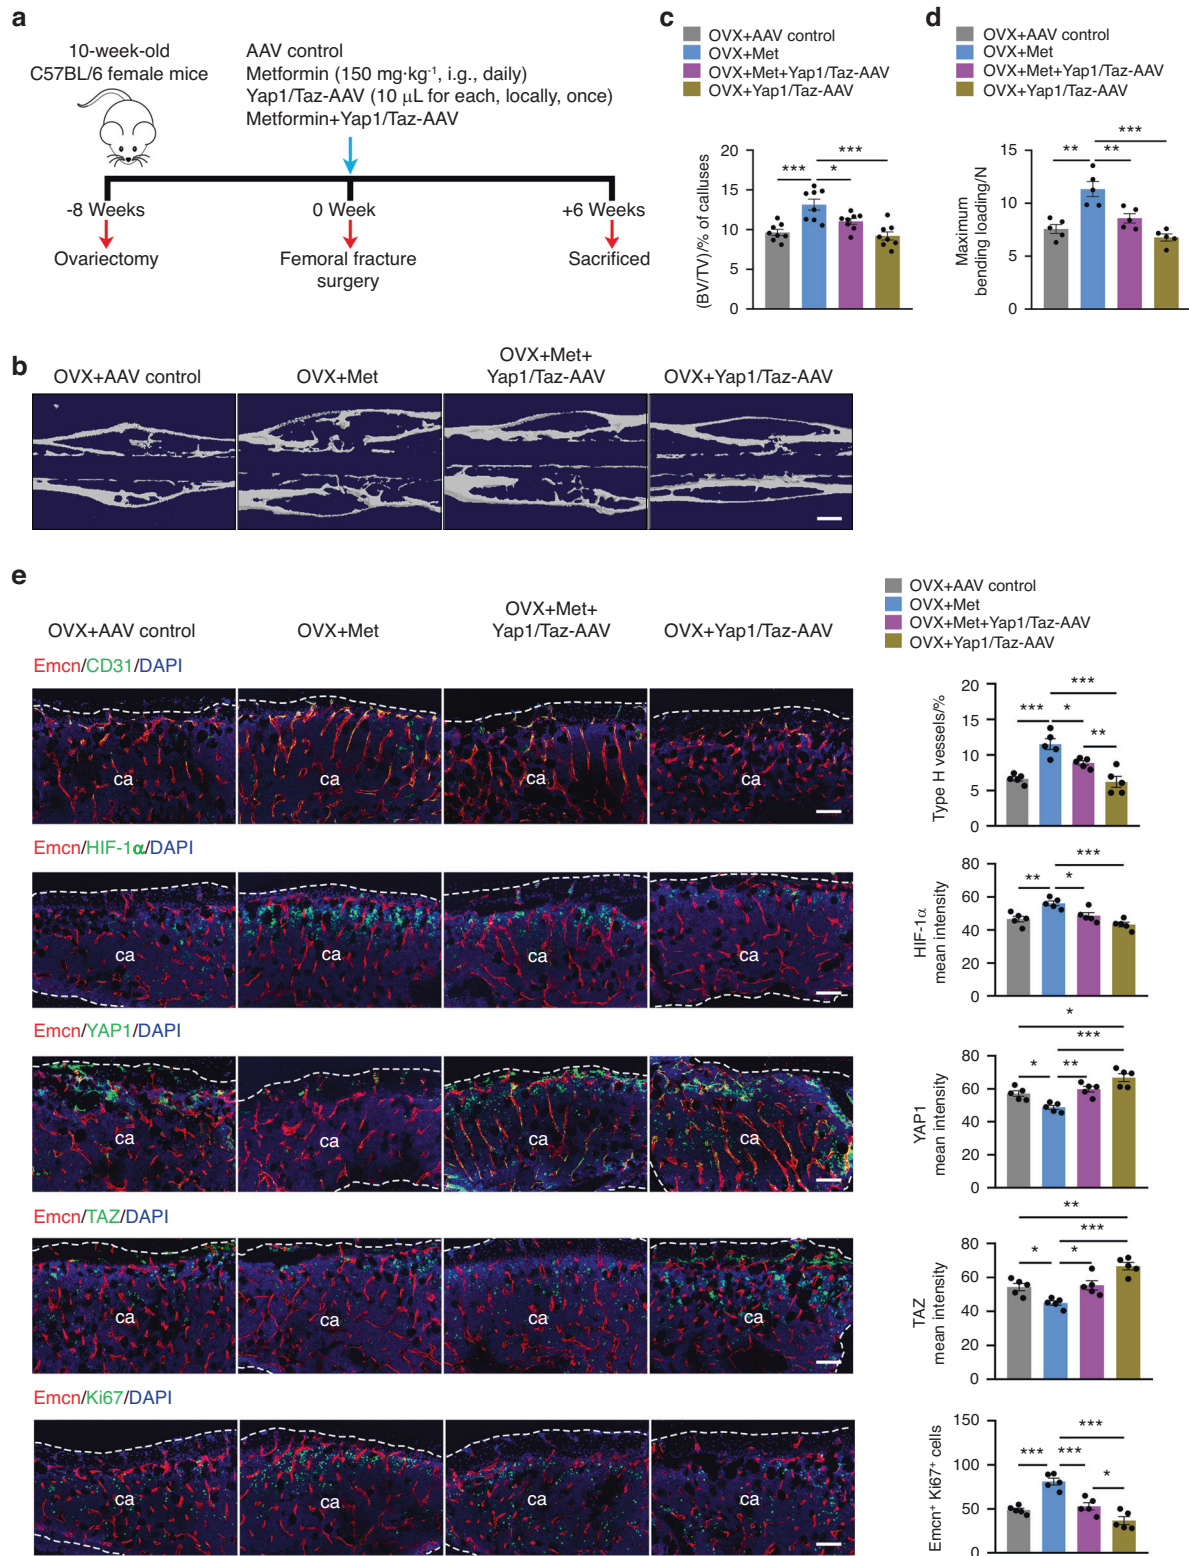 a
10-week-old
C57BL/6 female mice
AAV control
Metformin (150 mg·kg⁻¹, i.g., daily)
Yap1/Taz-AAV (10 μL for each, locally, once)
Metformin+Yap1/Taz-AAV
-8 Weeks
0 Week
+6 Weeks
Ovariectomy
Femoral fracture
surgery
Sacrificed
c
OVX+AAV control
OVX+Met
OVX+Met+Yap1/Taz-AAV
OVX+Yap1/Taz-AAV
(BV/TV)/% of calluses
20
15
10
5
0
***
*
***
d
OVX+AAV control
OVX+Met
OVX+Met+Yap1/Taz-AAV
OVX+Yap1/Taz-AAV
Maximum
bending loading/N
15
10
5
0
**
**
***
b
OVX+AAV control
OVX+Met
OVX+Met+
Yap1/Taz-AAV
OVX+Yap1/Taz-AAV
e
OVX+AAV control
OVX+Met
OVX+Met+
Yap1/Taz-AAV
OVX+Yap1/Taz-AAV
OVX+AAV control
OVX+Met
OVX+Met+Yap1/Taz-AAV
OVX+Yap1/Taz-AAV
Emcn/CD31/DAPI
ca
ca
ca
ca
Type H vessels/%
20
15
10
5
0
***
***
*
**
Emcn/HIF-1α/DAPI
ca
ca
ca
ca
HIF-1α
mean intensity
80
60
40
20
0
***
**
*
Emcn/YAP1/DAPI
ca
ca
ca
ca
YAP1
mean intensity
80
60
40
20
0
*
***
*
**
Emcn/TAZ/DAPI
ca
ca
ca
ca
TAZ
mean intensity
80
60
40
20
0
**
***
*
*
Emcn/Ki67/DAPI
ca
ca
ca
ca
Emcn⁺ Ki67⁺ cells
150
100
50
0
***
***
***
*